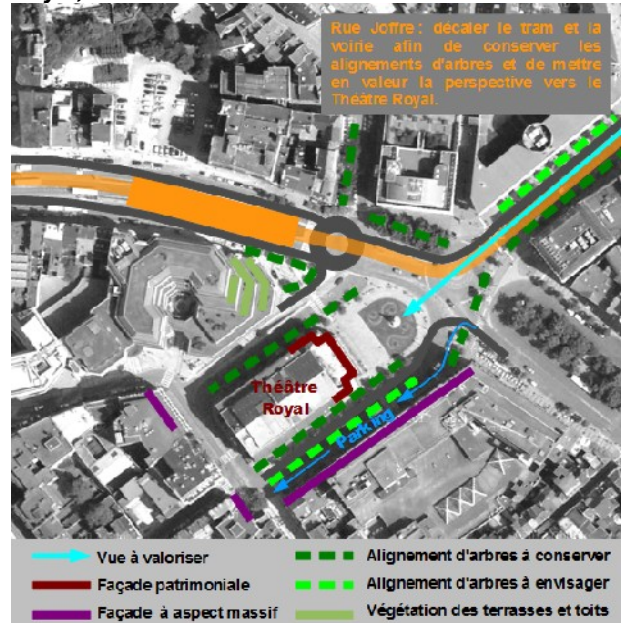 Rue Joffre : décaler le tram et la
voirie afin de conserver les
alignements d'arbres et de mettre
en valeur la perspective vers le
Théâtre Royal.
Théâtre
Royal
Parking
Vue à valoriser
Alignement d'arbres à conserver
Façade patrimoniale
Alignement d'arbres à envisager
Façade à aspect massif
Végétation des terrasses et toits